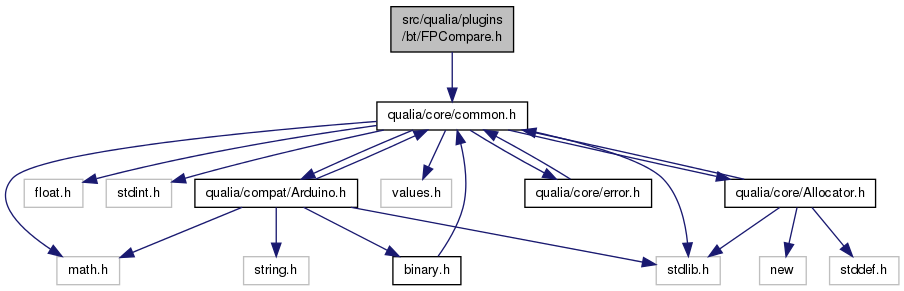 src/qualia/plugins
/bt/FPCompare.h
qualia/core/common.h
float.h
stdint.h
qualia/compat/Arduino.h
values.h
qualia/core/error.h
qualia/core/Allocator.h
math.h
string.h
binary.h
stdlib.h
new
stddef.h